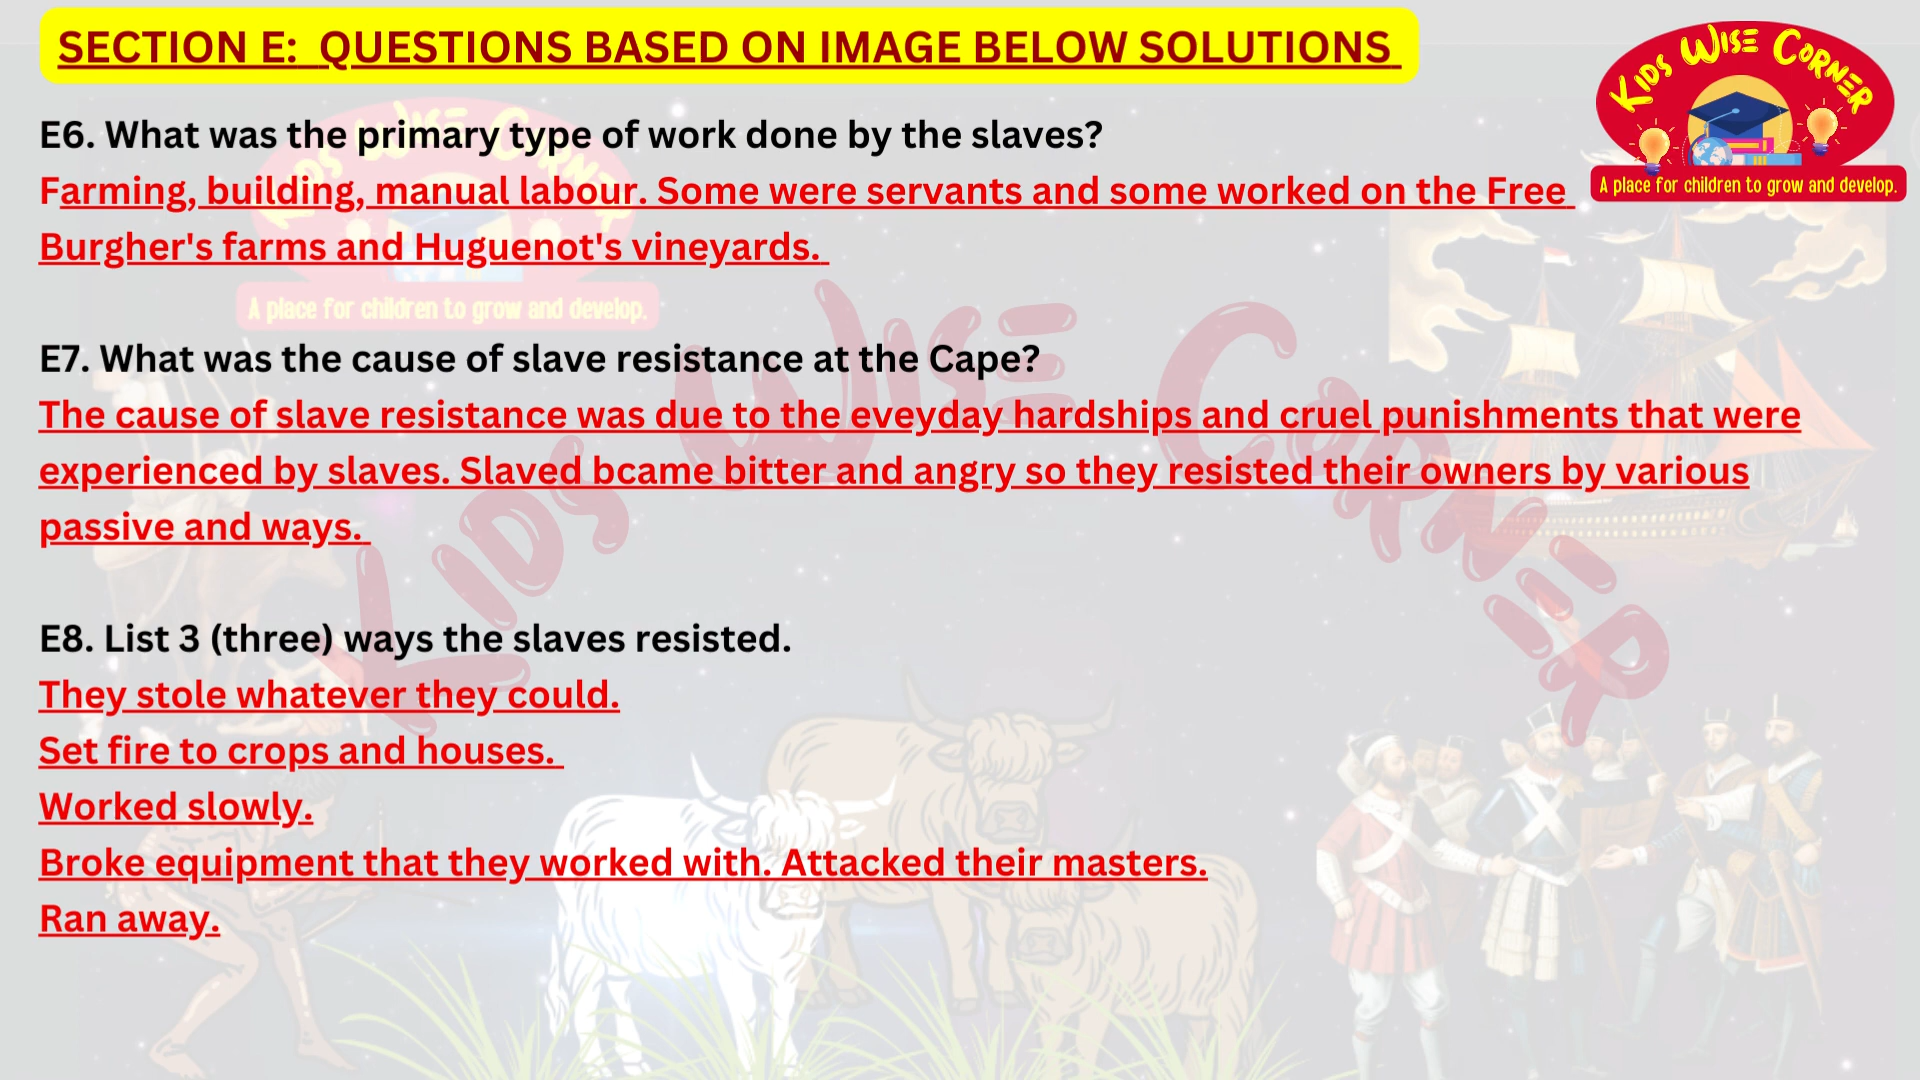 SECTION E: QUESTIONS BASED ON IMAGE BELOW SOLUTIONS
KIDS WISE CORNER
A place for children to grow and develop.
E6. What was the primary type of work done by the slaves?
Farming, building, manual labour. Some were servants and some worked on the Free
Burgher's farms and Huguenot's vineyards.
KIDS WISE CORNER
A place for children to grow and develop.
E7. What was the cause of slave resistance at the Cape?
The cause of slave resistance was due to the eveyday hardships and cruel punishments that were
experienced by slaves. Slaved bcame bitter and angry so they resisted their owners by various
passive and ways.
KIDS WISE CORNER
E8. List 3 (three) ways the slaves resisted.
They stole whatever they could.
Set fire to crops and houses.
Worked slowly.
Broke equipment that they worked with. Attacked their masters.
Ran away.